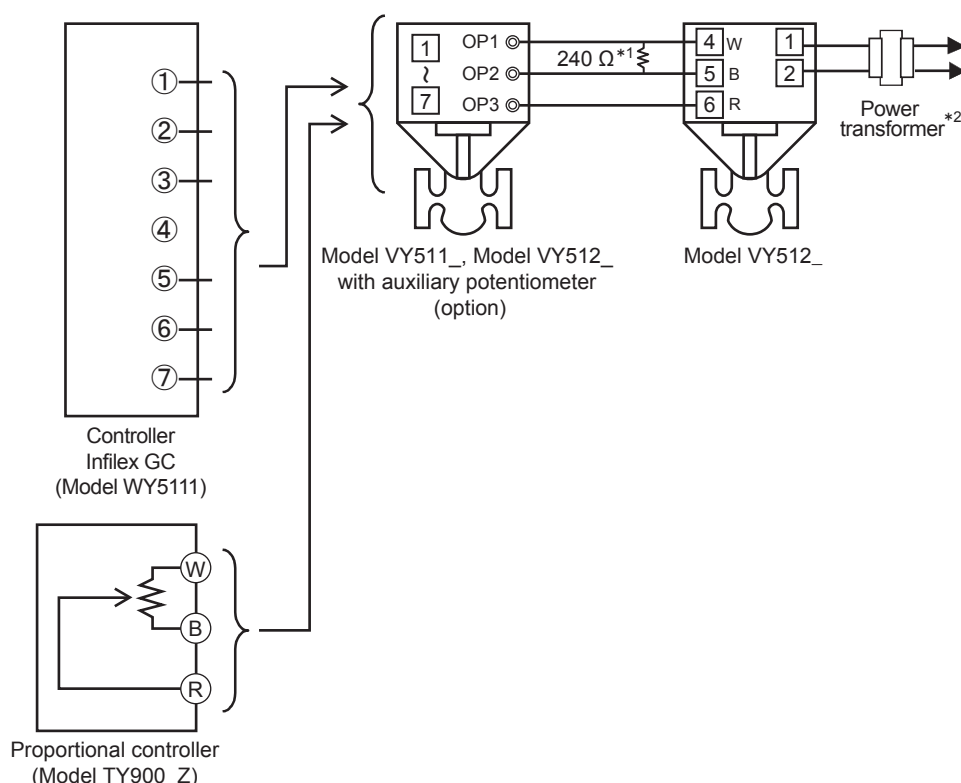 ①
②
③
④
⑤
⑥
⑦
Controller
Infilex GC
(Model WY5111)
1
~
7
OP1
OP2
OP3
240 Ω*1
4 W
5 B
6 R
1
2
Power
transformer*2
Model VY511_, Model VY512_
with auxiliary potentiometer
(option)
Model VY512_
W
B
R
Proportional controller
(Model TY900_Z)